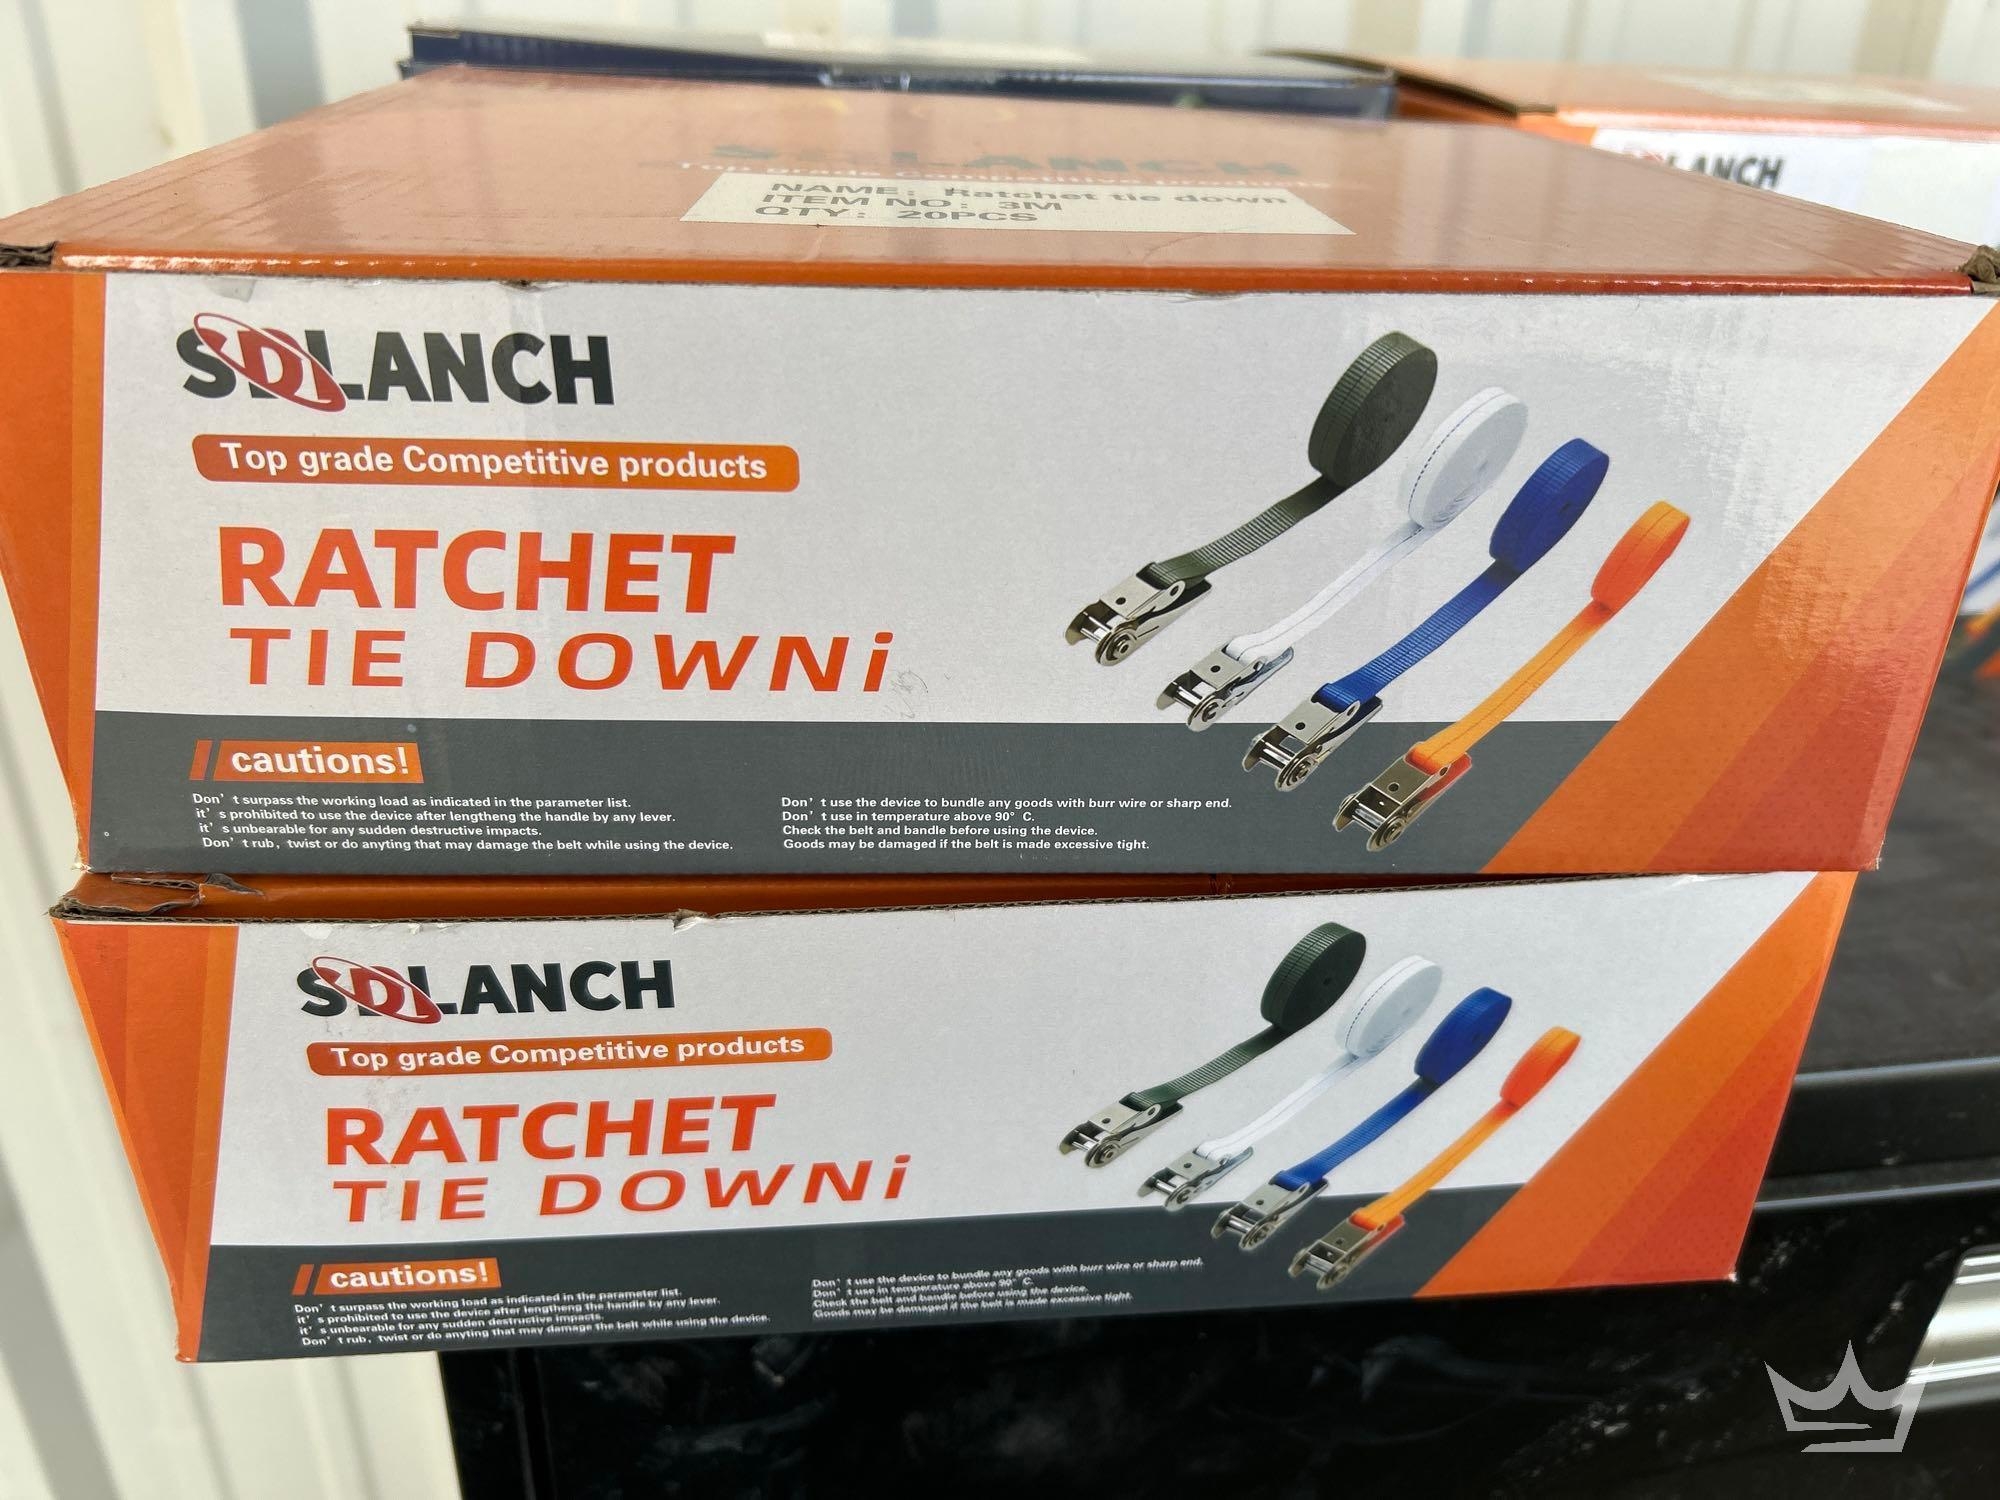 SDLANCH
Top grade Competitive products
NAME: Ratchet tie down
ITEM NO: 3M
QTY: 20PCS
LANCH
SDLANCH
Top grade Competitive products
RATCHET
TIE DOWNi
cautions!
Don't surpass the working load as indicated in the parameter list.
it's prohibited to use the device after lengtheng the handle by any lever.
it's unbearable for any sudden destructive impacts.
Don't rub, twist or do anyting that may damage the belt while using the device.
Don't use the device to bundle any goods with burr wire or sharp end.
Don't use in temperature above 90° C.
Check the belt and bandle before using the device.
Goods may be damaged if the belt is made excessive tight.
SDLANCH
Top grade Competitive products
RATCHET
TIE DOWNi
cautions!
Don't surpass the working load as indicated in the parameter list.
it's prohibited to use the device after lengtheng the handle by any lever.
it's unbearable for any sudden destructive impacts.
Don't rub, twist or do anyting that may damage the belt while using the device.
Don't use the device to bundle any goods with burr wire or sharp end.
Don't use in temperature above 90° C.
Check the belt and bandle before using the device.
Goods may be damaged if the belt is made excessive tight.